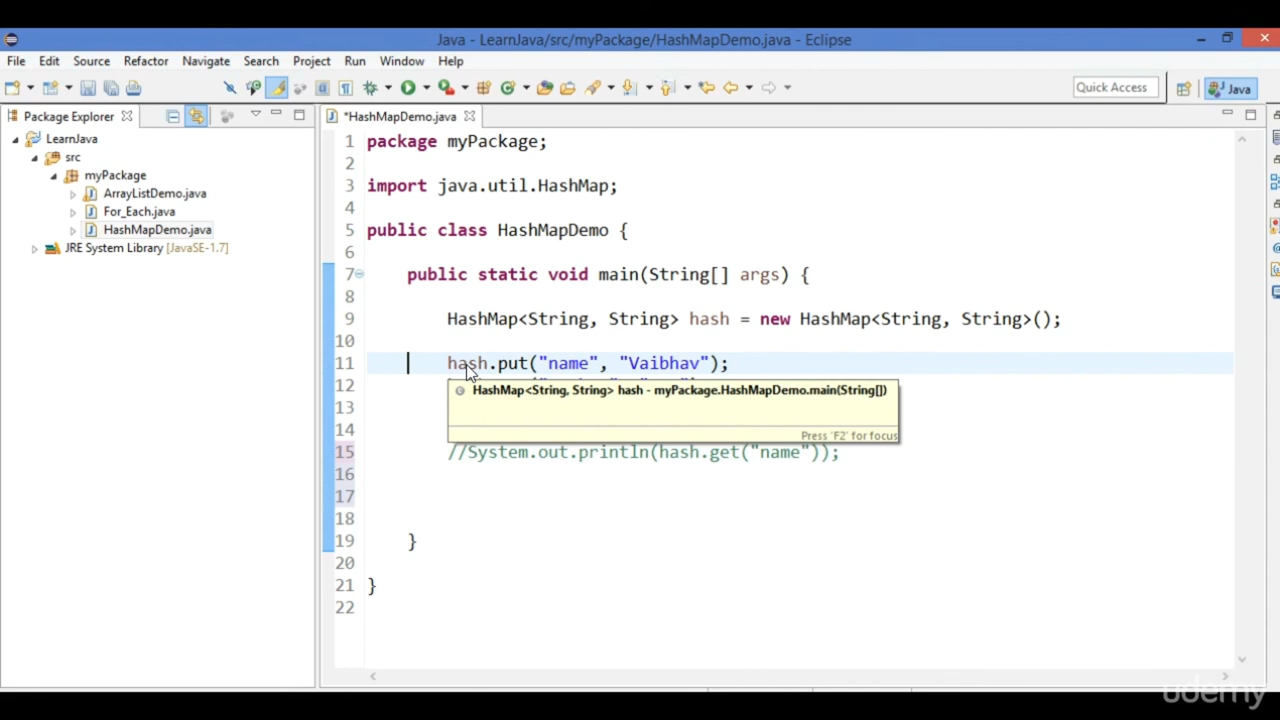 Java - LearnJava/src/myPackage/HashMapDemo.java - Eclipse
File Edit Source Refactor Navigate Search Project Run Window Help
Quick Access Java
Package Explorer
*HashMapDemo.java
LearnJava
src
myPackage
ArrayListDemo.java
For_Each.java
HashMapDemo.java
JRE System Library [JavaSE-1.7]
1 package myPackage;
2
3 import java.util.HashMap;
4
5 public class HashMapDemo {
6
7 public static void main(String[] args) {
8
9 HashMap<String, String> hash = new HashMap<String, String>();
10
11 hash.put("name", "Vaibhav");
12
HashMap<String, String> hash - myPackage.HashMapDemo.main(String[])
13
14
Press 'F2' for focus
15 //System.out.println(hash.get("name"));
16
17
18
19 }
20
21 }
22
udemy